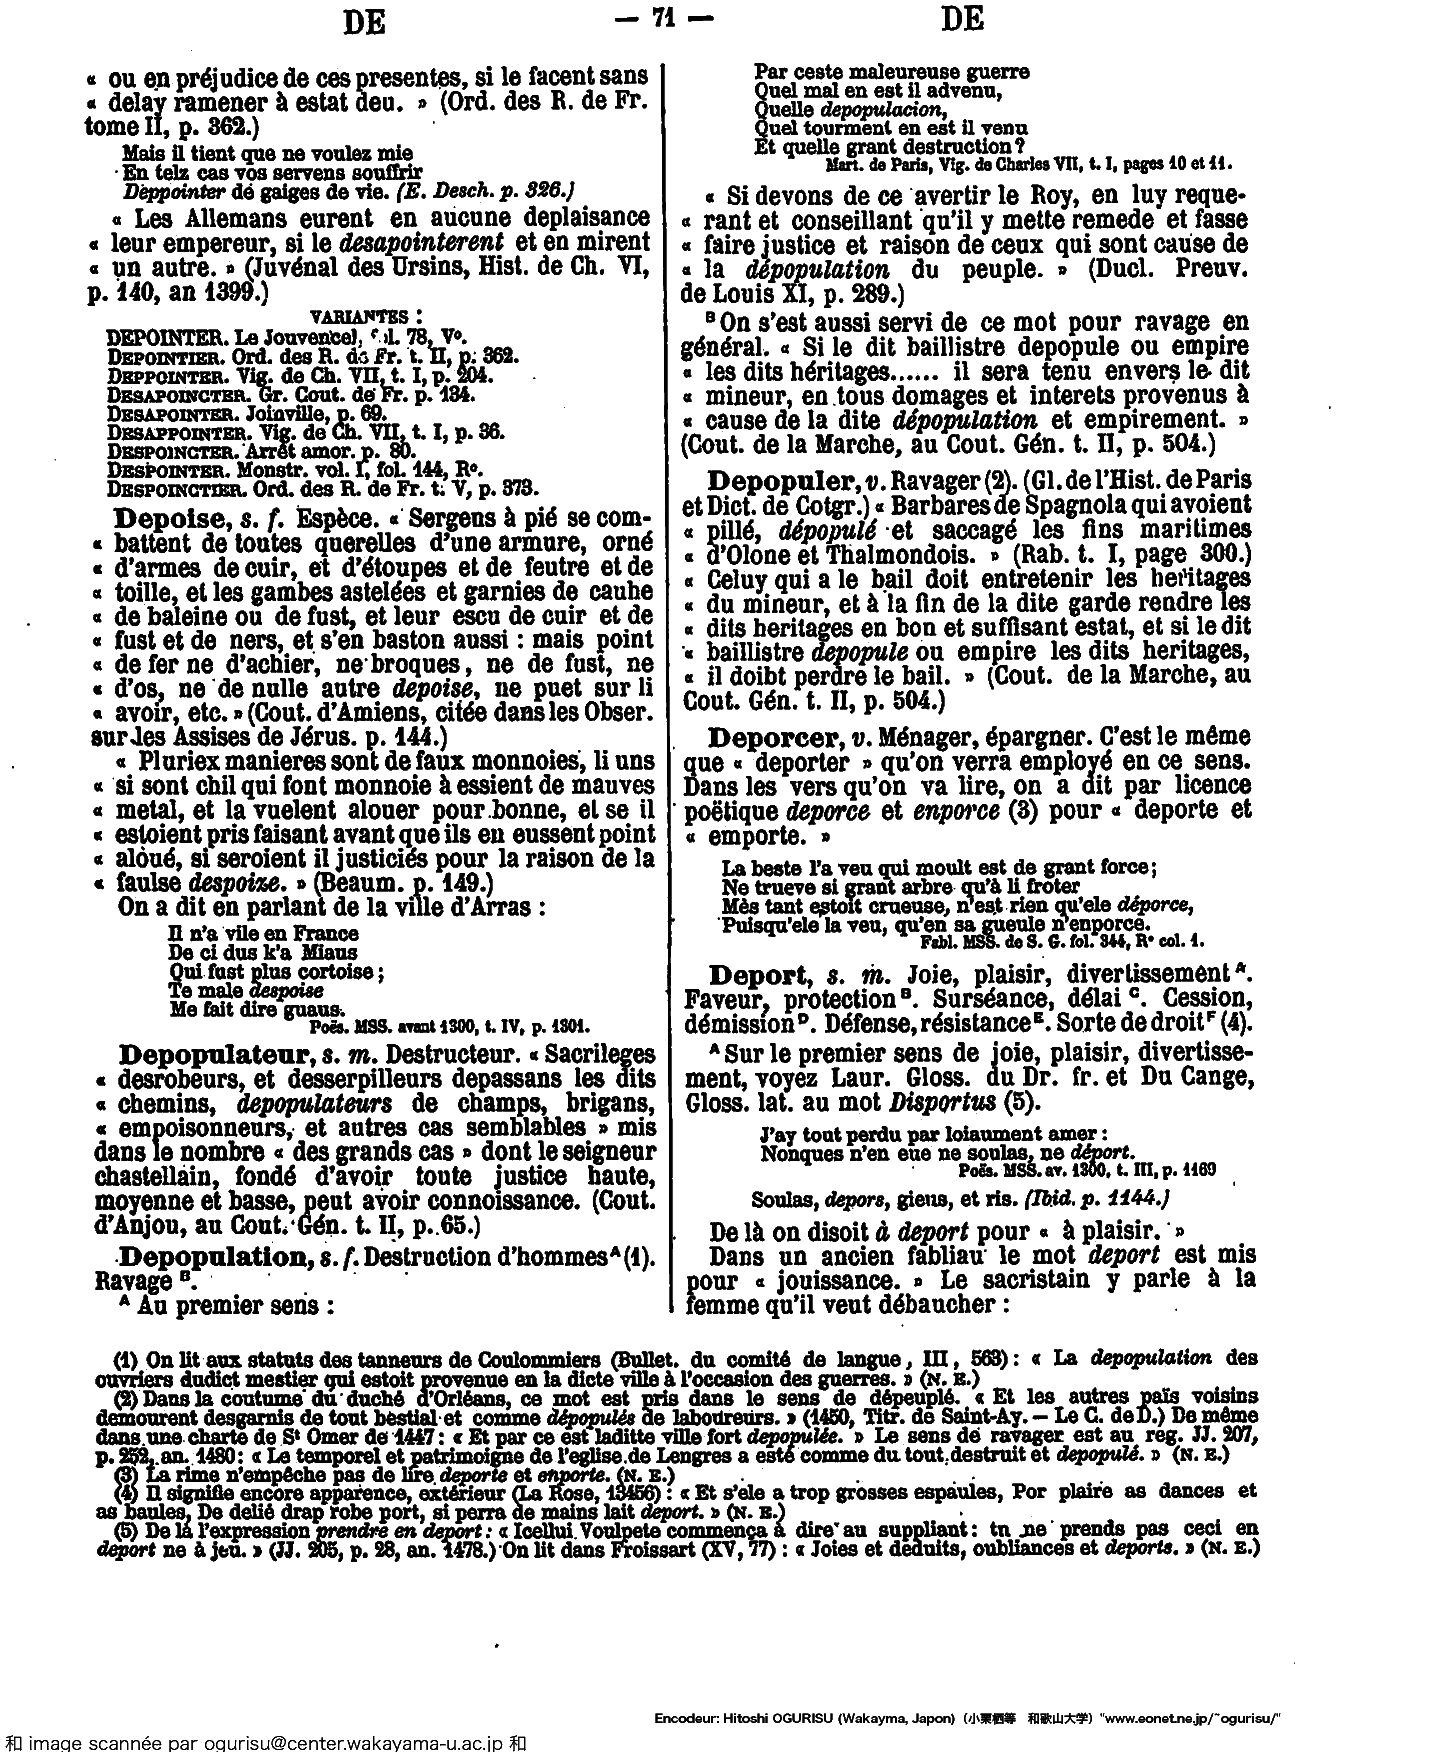 DE — 71 — DE
« ou en préjudice de ces presentes, si le facent sans
« delay ramener à estat deu. » (Ord. des R. de Fr.
tome II, p. 362.)
Mais il tient que ne voulez mie
En telz cas vos servens souffrir
Deppointer de gaiges de vie. (E. Desch. p. 326.)
« Les Allemans eurent en aucune deplaisance
« leur empereur, si le desapointerent et en mirent
« un autre. » (Juvénal des Ursins, Hist. de Ch. VI,
p. 140, an 1399.)
VARIANTES :
DEPOINTER. Le Jouvencel, fol. 78, Vº.
DEPOINTIER. Ord. des R. de Fr. t. II, p. 362.
DEPPOINTER. Vig. de Ch. VII, t. I, p. 204.
DESAPOINCTER. Gr. Cout. de Fr. p. 134.
DESAPOINTER. Joinville, p. 69.
DESAPPOINTER. Vig. de Ch. VII, t. I, p. 36.
DESPOINCTER. Arrêt amor. p. 80.
DESPOINTER. Monstr. vol. I, fol. 144, Rº.
DESPOINCTIER. Ord. des R. de Fr. t. V, p. 373.
Depoise, s. f. Espèce. « Sergens à pié se com-
« battent de toutes querelles d'une armure, orné
« d'armes de cuir, et d'étoupes et de feutre et de
« toille, et les gambes astelées et garnies de cauhe
« de baleine ou de fust, et leur escu de cuir et de
« fust et de ners, et s'en baston aussi : mais point
« de fer ne d'achier, ne broques, ne de fust, ne
« d'os, ne de nulle autre depoise, ne puet sur li
« avoir, etc. » (Cout. d'Amiens, citée dans les Obser.
sur les Assises de Jérus. p. 144.)
« Pluriex manieres sont de faux monnoies, li uns
« si sont chil qui font monnoie à essient de mauves
« metal, et la vuelent alouer pour bonne, et se il
« estoient pris faisant avant que ils en eussent point
« aloué, si seroient il justiciés pour la raison de la
« faulse despoize. » (Beaum. p. 149.)
On a dit en parlant de la ville d'Arras :
Il n'a vile en France
De ci dus k'a Miaus
Qui fust plus cortoise ;
Te male despoise
Me fait dire guaus.
Poës. MSS. avant 1300, t. IV, p. 1301.
Depopulateur, s. m. Destructeur. « Sacrileges
« desrobeurs, et desserpilleurs depassans les dits
« chemins, depopulateurs de champs, brigans,
« empoisonneurs, et autres cas semblables » mis
dans le nombre « des grands cas » dont le seigneur
chastellain, fondé d'avoir toute justice haute,
moyenne et basse, peut avoir connoissance. (Cout.
d'Anjou, au Cout. Gén. t. II, p. 65.)
Depopulation, s. f. Destruction d'hommes ᴬ (1).
Ravage ᴮ.
ᴬ Au premier sens :
Par ceste maleureuse guerre
Quel mal en est il advenu,
Quelle depopulacion,
Quel tourment en est il venu
Et quelle grant destruction ?
Mart. de Paris, Vig. de Charles VII, t. I, pages 10 et 11.
« Si devons de ce avertir le Roy, en luy reque-
« rant et conseillant qu'il y mette remede et fasse
« faire justice et raison de ceux qui sont cause de
« la dépopulation du peuple. » (Ducl. Preuv.
de Louis XI, p. 289.)
ᴮ On s'est aussi servi de ce mot pour ravage en
général. « Si le dit baillistre depopule ou empire
« les dits héritages...... il sera tenu envers le dit
« mineur, en tous domages et interets provenus à
« cause de la dite dépopulation et empirement. »
(Cout. de la Marche, au Cout. Gén. t. II, p. 504.)
Depopuler, v. Ravager (2). (Gl. de l'Hist. de Paris
et Dict. de Cotgr.) « Barbares de Spagnola qui avoient
« pillé, dépopulé et saccagé les fins maritimes
« d'Olone et Thalmondois. » (Rab. t. I, page 300.)
« Celuy qui a le bail doit entretenir les heritages
« du mineur, et à la fin de la dite garde rendre les
« dits heritages en bon et suffisant estat, et si le dit
« baillistre depopule ou empire les dits heritages,
« il doibt perdre le bail. » (Cout. de la Marche, au
Cout. Gén. t. II, p. 504.)
Deporcer, v. Ménager, épargner. C'est le même
que « deporter » qu'on verra employé en ce sens.
Dans les vers qu'on va lire, on a dit par licence
poëtique deporce et enporce (3) pour « deporte et
« emporte. »
La beste l'a veu qui moult est de grant force ;
Ne trueve si grant arbre qu'à li froter
Mès tant estoit crueuse, n'est rien qu'ele déporce,
Puisqu'ele la veu, qu'en sa gueule n'enporce.
Fabl. MSS. de S. G. fol. 344, Rº col. 1.
Deport, s. m. Joie, plaisir, divertissement ᴬ.
Faveur, protection ᴮ. Surséance, délai ᶜ. Cession,
démission ᴰ. Défense, résistance ᴱ. Sorte de droit ᶠ (4).
ᴬ Sur le premier sens de joie, plaisir, divertisse-
ment, voyez Laur. Gloss. du Dr. fr. et Du Cange,
Gloss. lat. au mot Disportus (5).
J'ay tout perdu par loiaument amer :
Nonques n'en eue ne soulas, ne déport.
Poës. MSS. av. 1300, t. III, p. 1169
Soulas, depors, gieus, et ris. (Ibid. p. 1144.)
De là on disoit à deport pour « à plaisir. »
Dans un ancien fabliau le mot deport est mis
pour « jouissance. » Le sacristain y parle à la
femme qu'il veut débaucher :
(1) On lit aux statuts des tanneurs de Coulommiers (Bullet. du comité de langue, III, 563) : « La depopulation des
ouvriers dudict mestier qui estoit provenue en la dicte ville à l'occasion des guerres. » (N. E.)
(2) Dans la coutume du duché d'Orléans, ce mot est pris dans le sens de dépeuplé. « Et les autres païs voisins
demourent desgarnis de tout bestial et comme dépopulés de laboureurs. » (1450, Titr. de Saint-Ay. — Le C. de D.) De même
dans une charte de Sᵗ Omer de 1447 : « Et par ce est laditte ville fort depopulée. » Le sens de ravager est au reg. JJ. 207,
p. 252, an. 1480 : « Le temporel et patrimoigne de l'eglise de Lengres a esté comme du tout destruit et depopulé. » (N. E.)
(3) La rime n'empêche pas de lire deporte et enporte. (N. E.)
(4) Il signifie encore apparence, extérieur (La Rose, 13456) : « Et s'ele a trop grosses espaules, Por plaire as dances et
as baules, De delié drap robe port, si perra de mains lait deport. » (N. E.)
(5) De là l'expression prendre en deport : « Icellui Voulpete commença à dire au suppliant : tu ne prends pas ceci en
deport ne à jeu. » (JJ. 205, p. 28, an. 1478.) On lit dans Froissart (XV, 77) : « Joies et deduits, oubliances et deports. » (N. E.)
Encodeur: Hitoshi OGURISU (Wakayma, Japon) (小栗栖等 和歌山大学) "www.eonet.ne.jp/~ogurisu/"
和 image scannée par ogurisu@center.wakayama-u.ac.jp 和